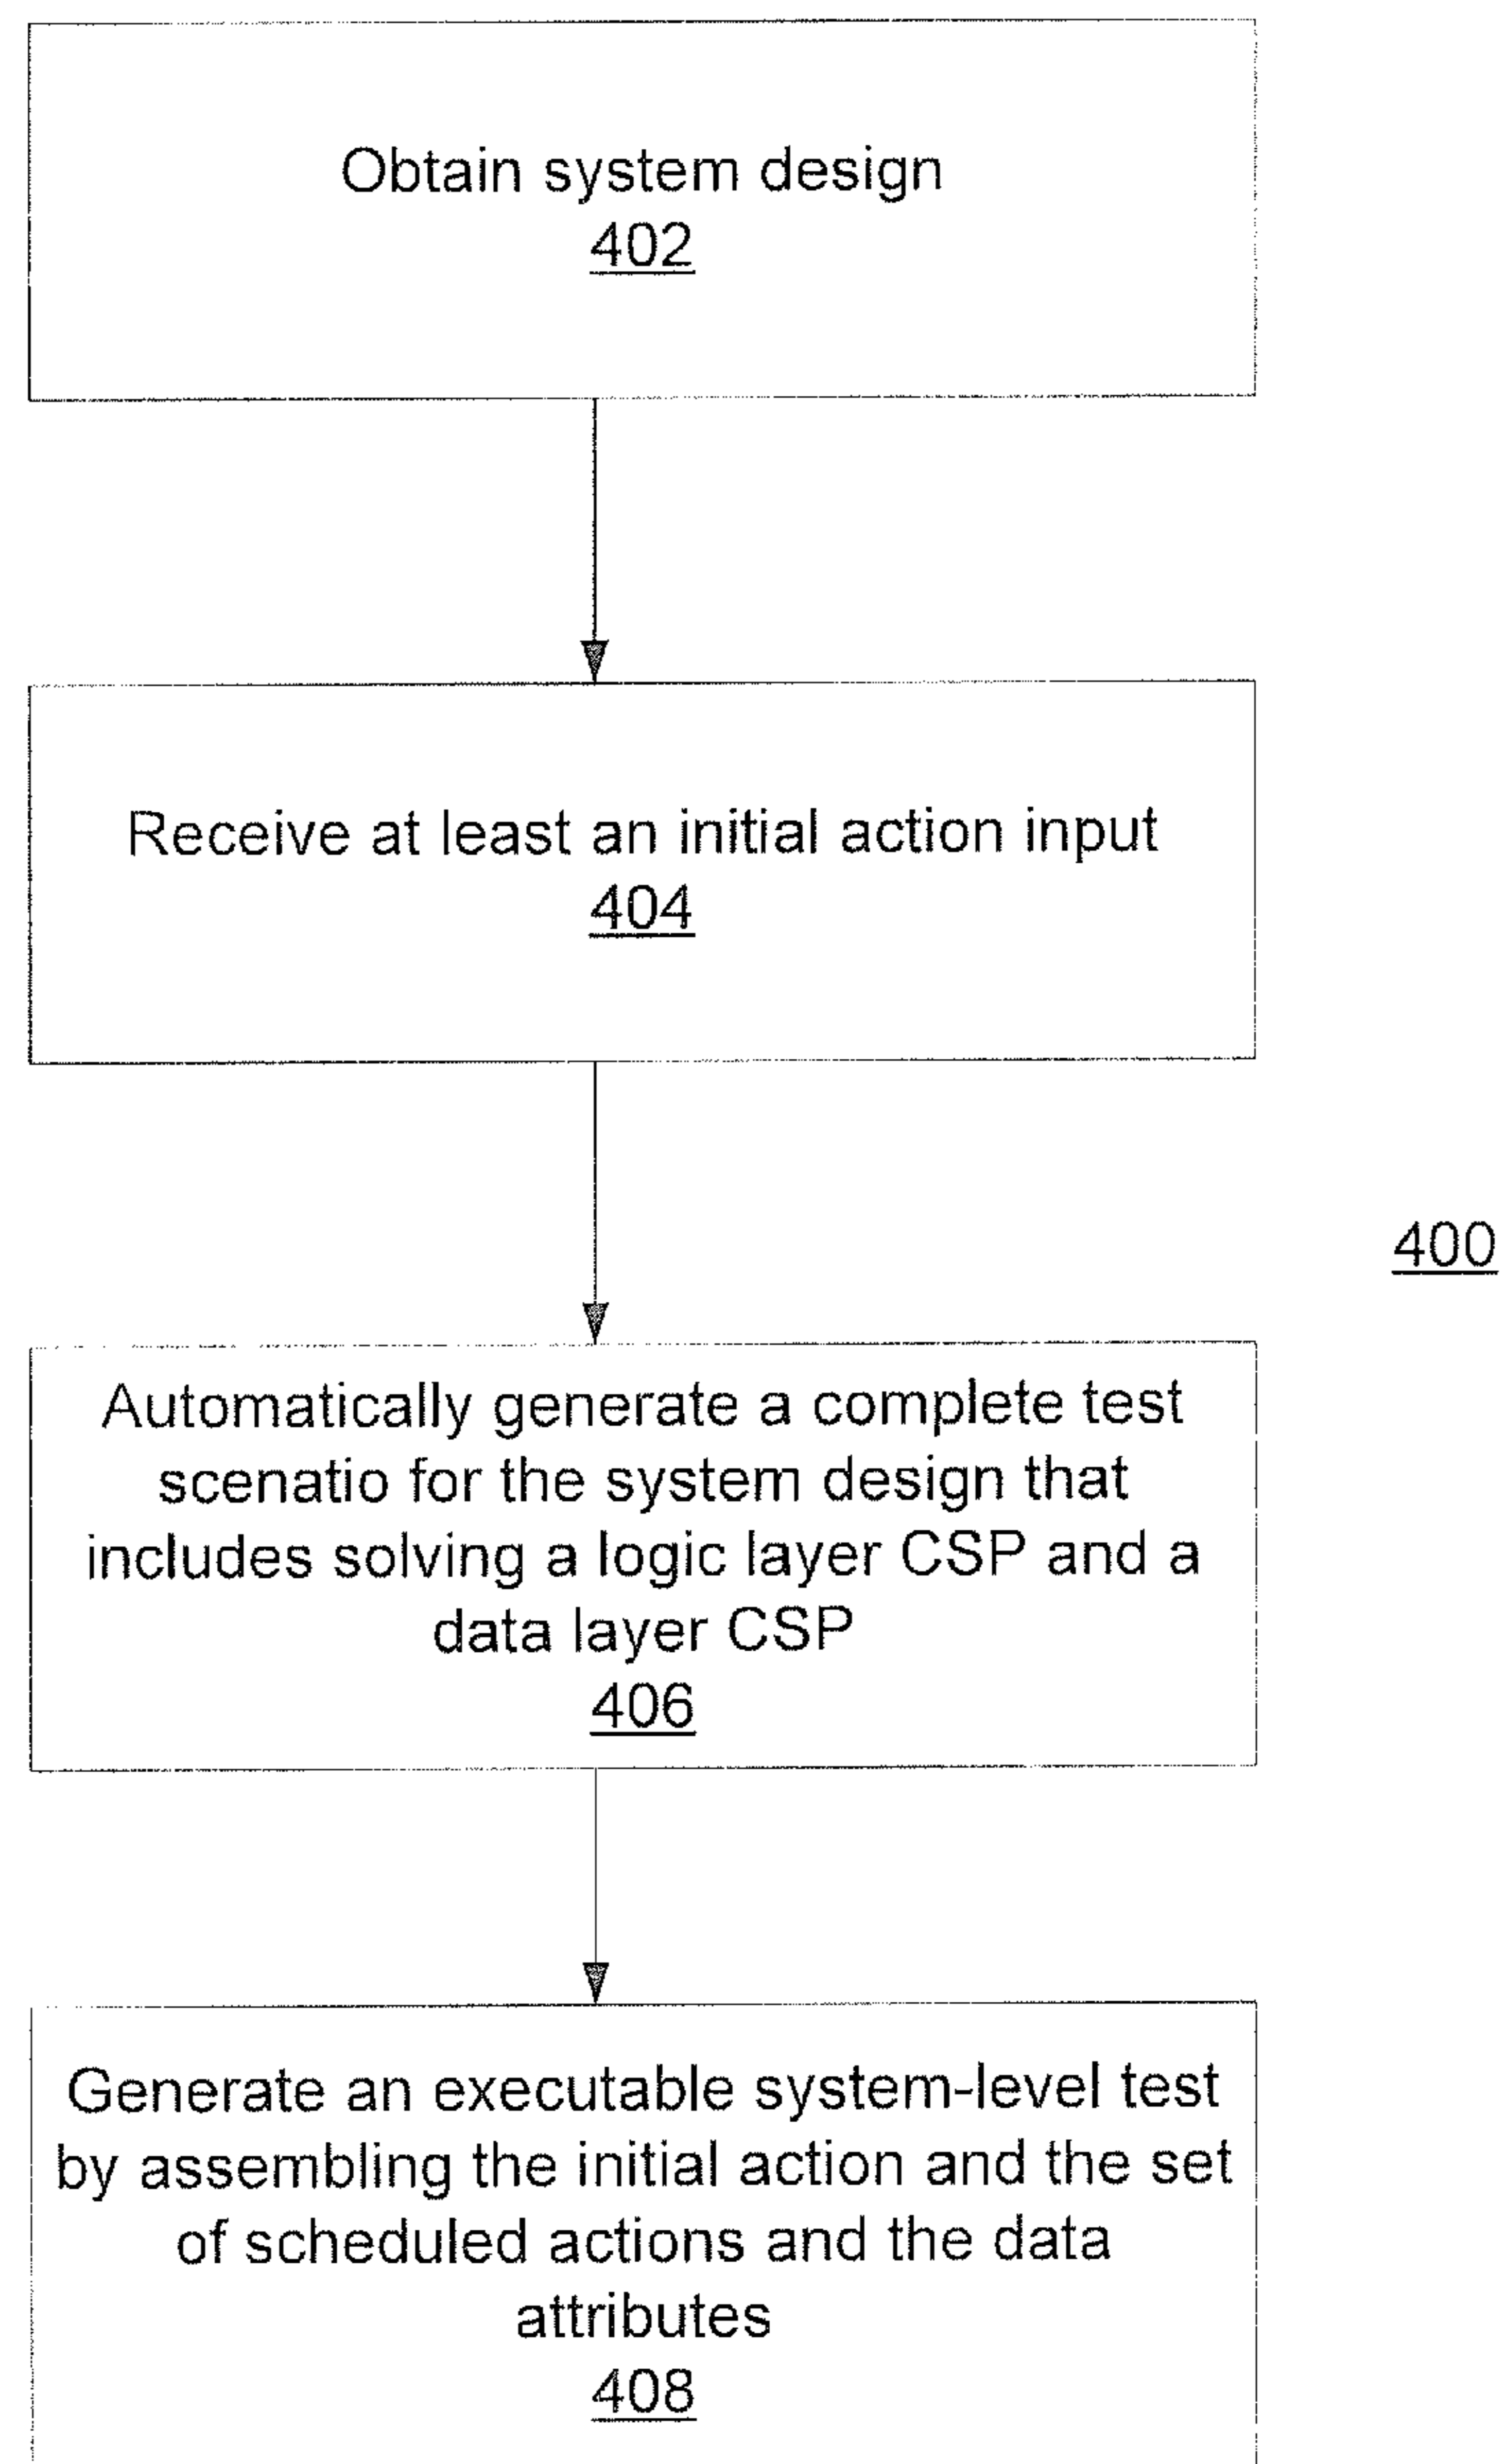 Obtain system design
402
Receive at least an initial action input
404
400
Automatically generate a complete test
scenatio for the system design that
includes solving a logic layer CSP and a
data layer CSP
406
Generate an executable system-level test
by assembling the initial action and the set
of scheduled actions and the data
attributes
408